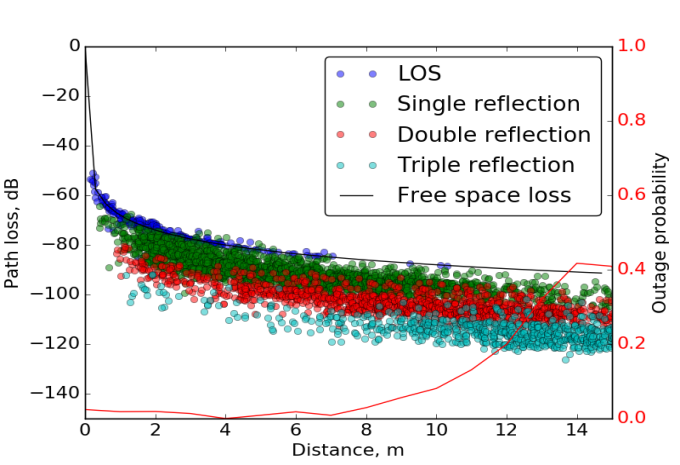 0
−20
−40
−60
−80
−100
−120
−140
Path loss, dB
LOS
Single reflection
Double reflection
Triple reflection
Free space loss
1.0
0.8
0.6
0.4
0.2
0.0
Outage probability
0 2 4 6 8 10 12 14
Distance, m